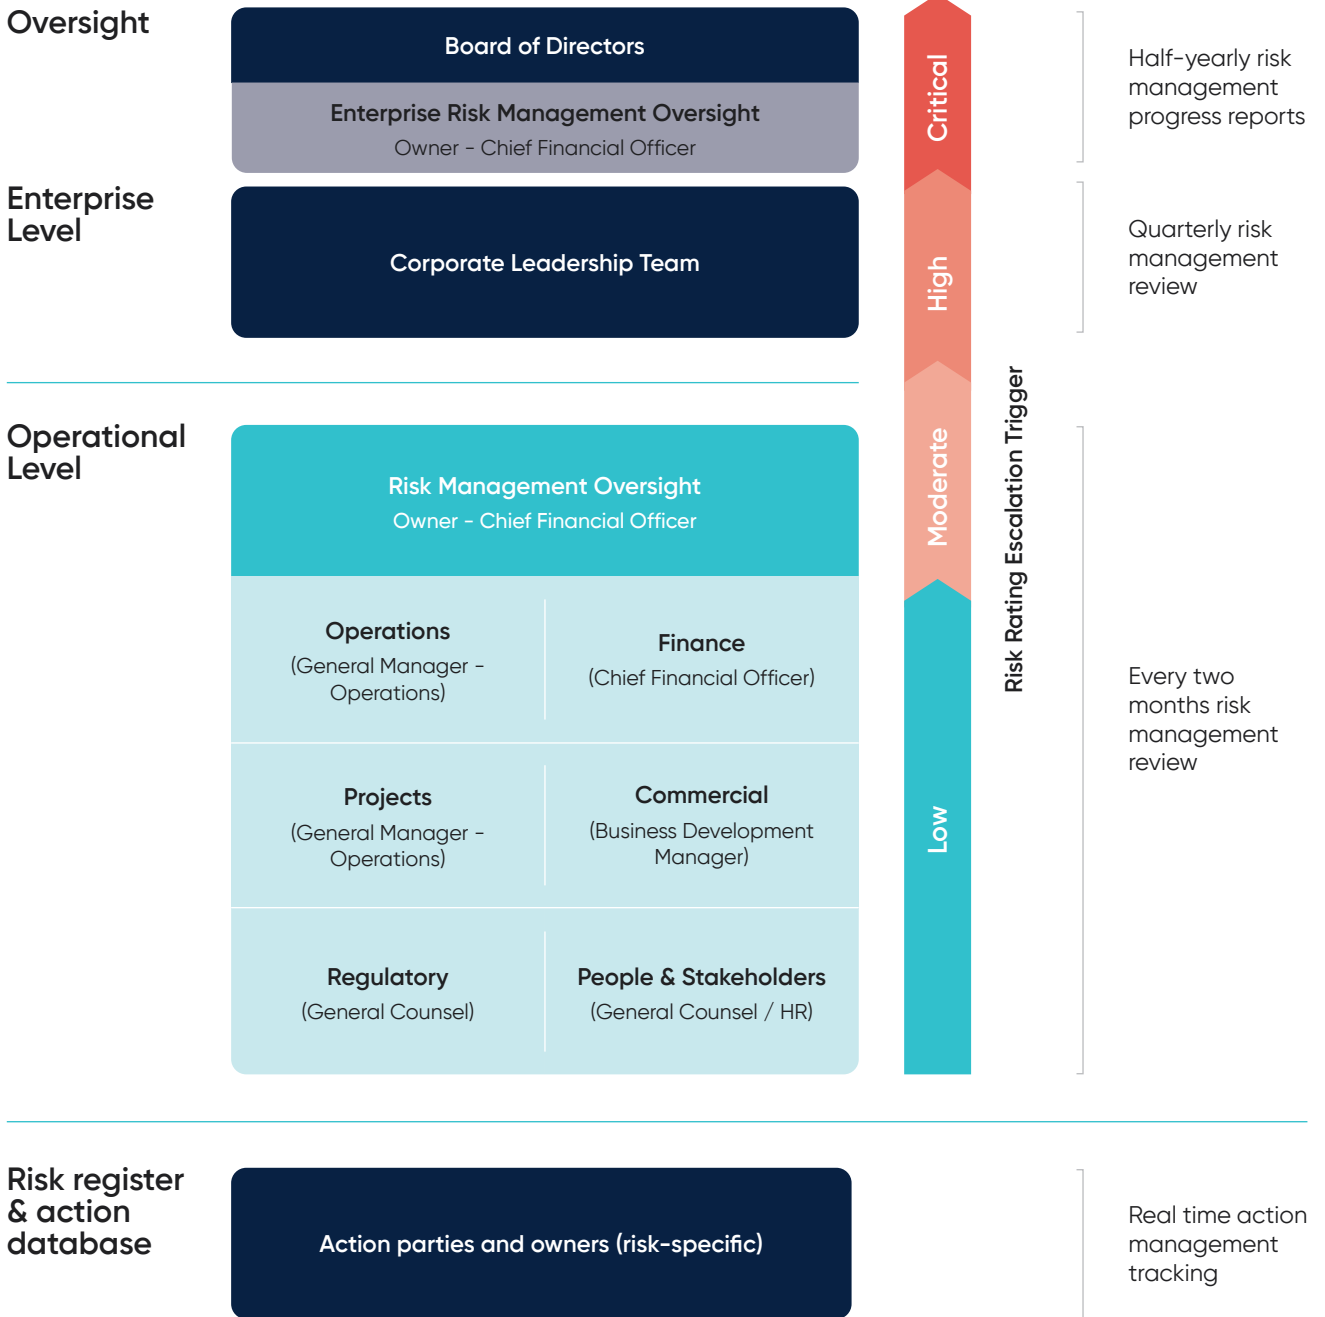 Oversight
Board of Directors
Enterprise Risk Management Oversight
Owner - Chief Financial Officer
Critical
Half-yearly risk
management
progress reports
Enterprise
Level
Corporate Leadership Team
High
Quarterly risk
management
review
Risk Rating Escalation Trigger
Operational
Level
Risk Management Oversight
Owner - Chief Financial Officer
Moderate
Operations
(General Manager -
Operations)
Finance
(Chief Financial Officer)
Projects
(General Manager -
Operations)
Commercial
(Business Development
Manager)
Regulatory
(General Counsel)
People & Stakeholders
(General Counsel / HR)
Low
Every two
months risk
management
review
Risk register
& action
database
Action parties and owners (risk-specific)
Real time action
management
tracking